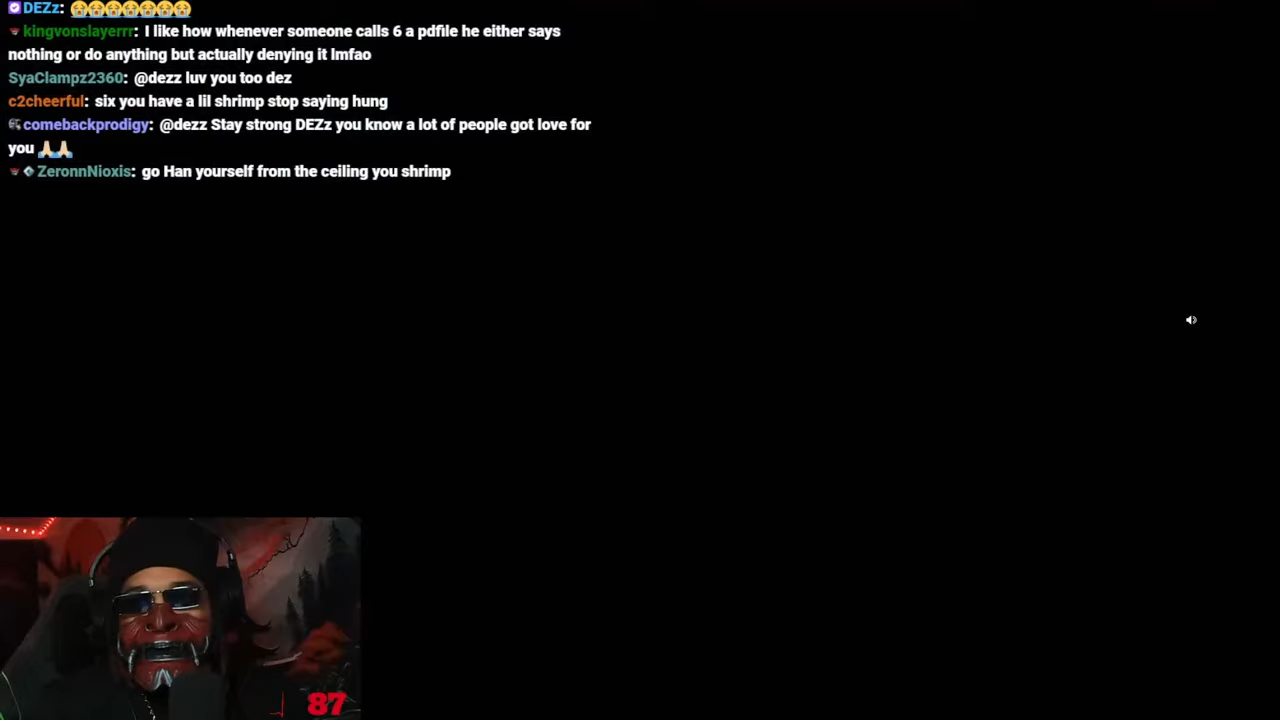 DEZz: 😭😭😭😭😭😭😭
kingvonslayerrr: I like how whenever someone calls 6 a pdfile he either says
nothing or do anything but actually denying it lmfao
SyaClampz2360: @dezz luv you too dez
c2cheerful: six you have a lil shrimp stop saying hung
comebackprodigy: @dezz Stay strong DEZz you know a lot of people got love for
you 🙏🏻🙏🏻
ZeronnNioxis: go Han yourself from the ceiling you shrimp
87